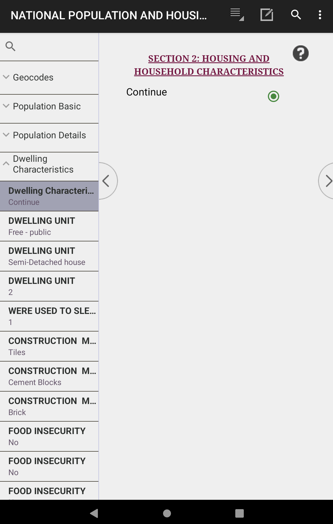 NATIONAL POPULATION AND HOUSI...
SECTION 2: HOUSING AND
HOUSEHOLD CHARACTERISTICS
?
Continue
Geocodes
Population Basic
Population Details
Dwelling
Characteristics
Dwelling Characteri...
Continue
DWELLING UNIT
Free - public
DWELLING UNIT
Semi-Detached house
DWELLING UNIT
2
WERE USED TO SLE...
1
CONSTRUCTION M...
Tiles
CONSTRUCTION M...
Cement Blocks
CONSTRUCTION M...
Brick
FOOD INSECURITY
No
FOOD INSECURITY
No
FOOD INSECURITY